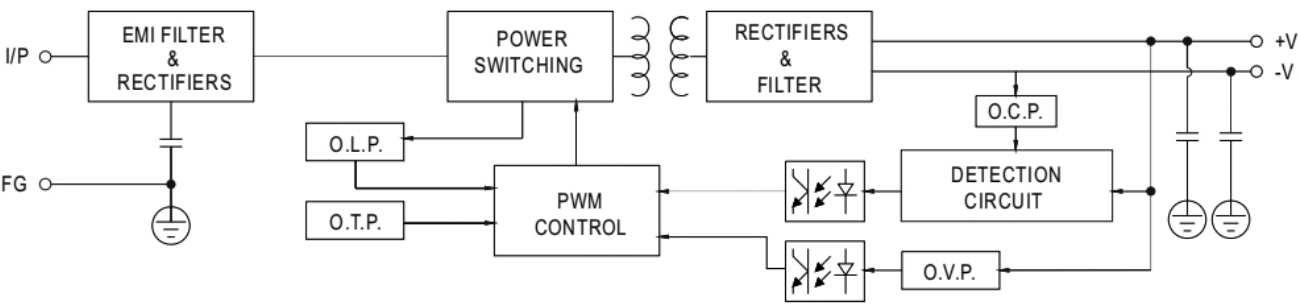 I/P
EMI FILTER
&
RECTIFIERS
POWER
SWITCHING
RECTIFIERS
&
FILTER
+V
-V
O.C.P.
O.L.P.
FG
PWM
CONTROL
DETECTION
CIRCUIT
O.T.P.
O.V.P.